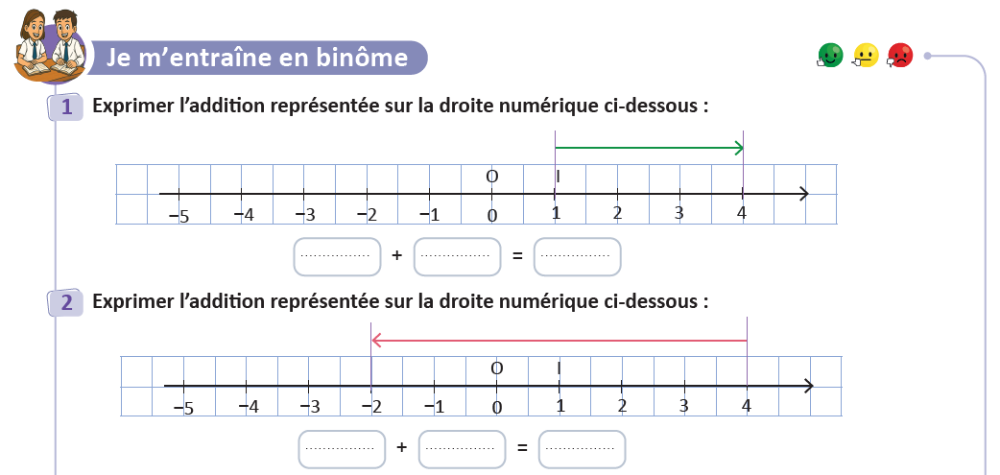 Je m’entraîne en binôme
1 Exprimer l’addition représentée sur la droite numérique ci-dessous :
O I
−5 −4 −3 −2 −1 0 1 2 3 4
............... + ............... = ...............
2 Exprimer l’addition représentée sur la droite numérique ci-dessous :
O I
−5 −4 −3 −2 −1 0 1 2 3 4
............... + ............... = ...............